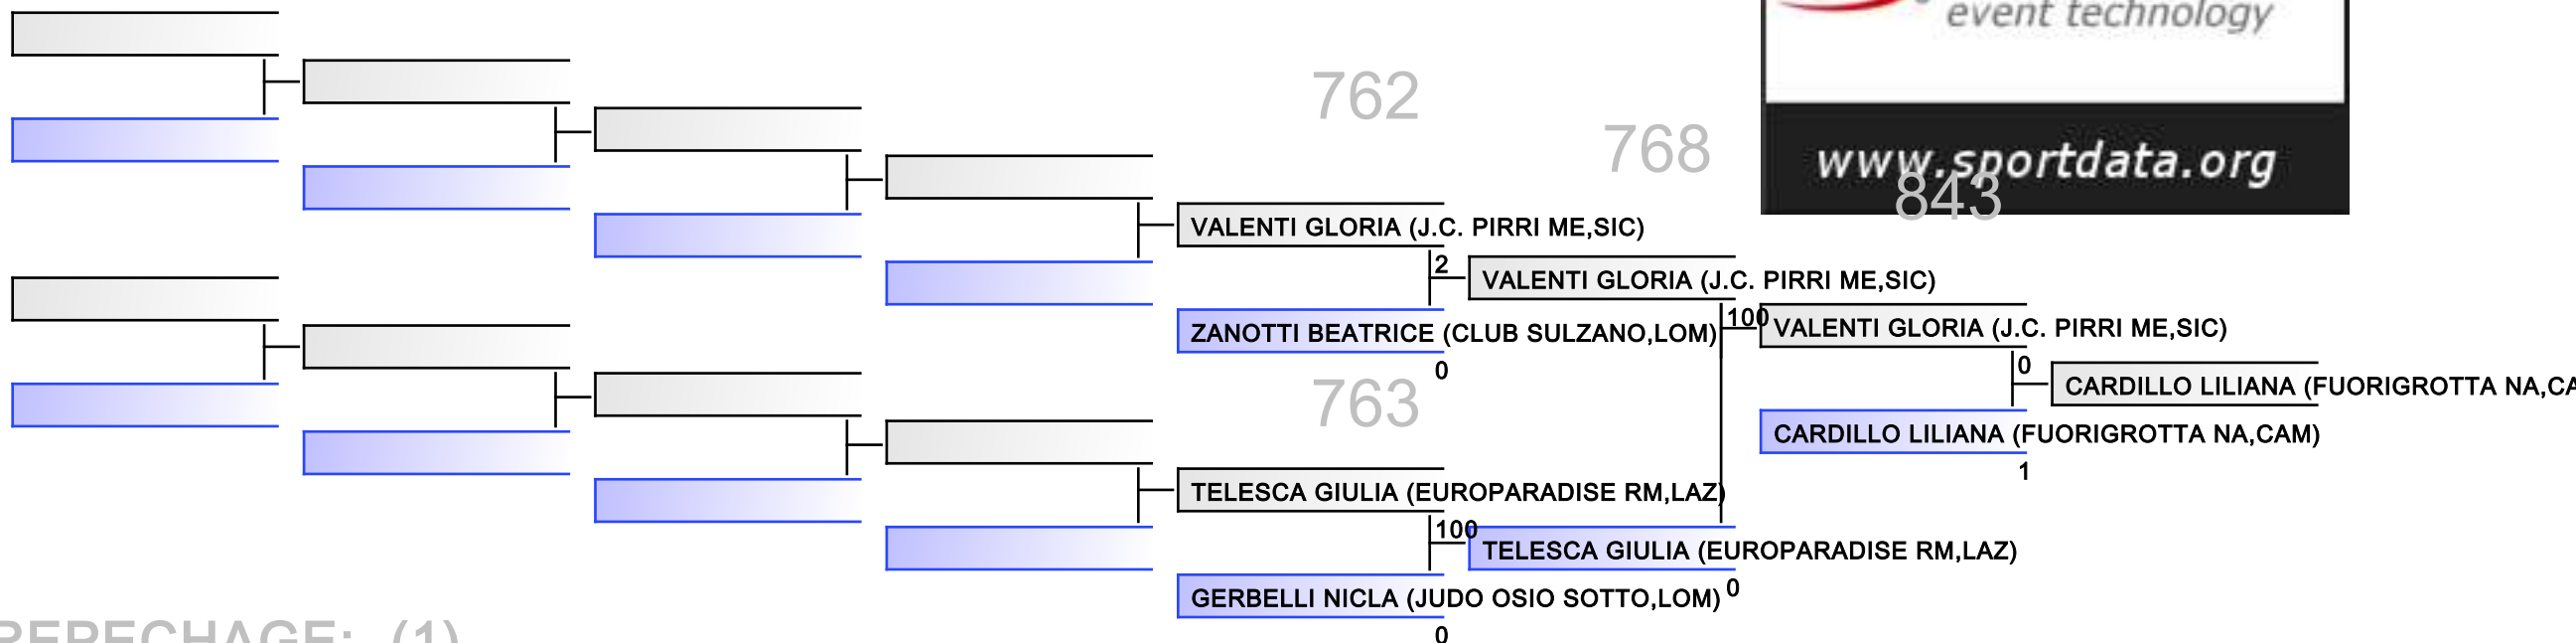 event technology
762
768
www.sportdata.org
843
VALENTI GLORIA (J.C. PIRRI ME,SIC)
2
VALENTI GLORIA (J.C. PIRRI ME,SIC)
ZANOTTI BEATRICE (CLUB SULZANO,LOM)
100
VALENTI GLORIA (J.C. PIRRI ME,SIC)
0
0
CARDILLO LILIANA (FUORIGROTTA NA,CA
763
CARDILLO LILIANA (FUORIGROTTA NA,CAM)
1
TELESCA GIULIA (EUROPARADISE RM,LAZ)
100
TELESCA GIULIA (EUROPARADISE RM,LAZ)
GERBELLI NICLA (JUDO OSIO SOTTO,LOM)
0
0
REPECHAGE: (1)